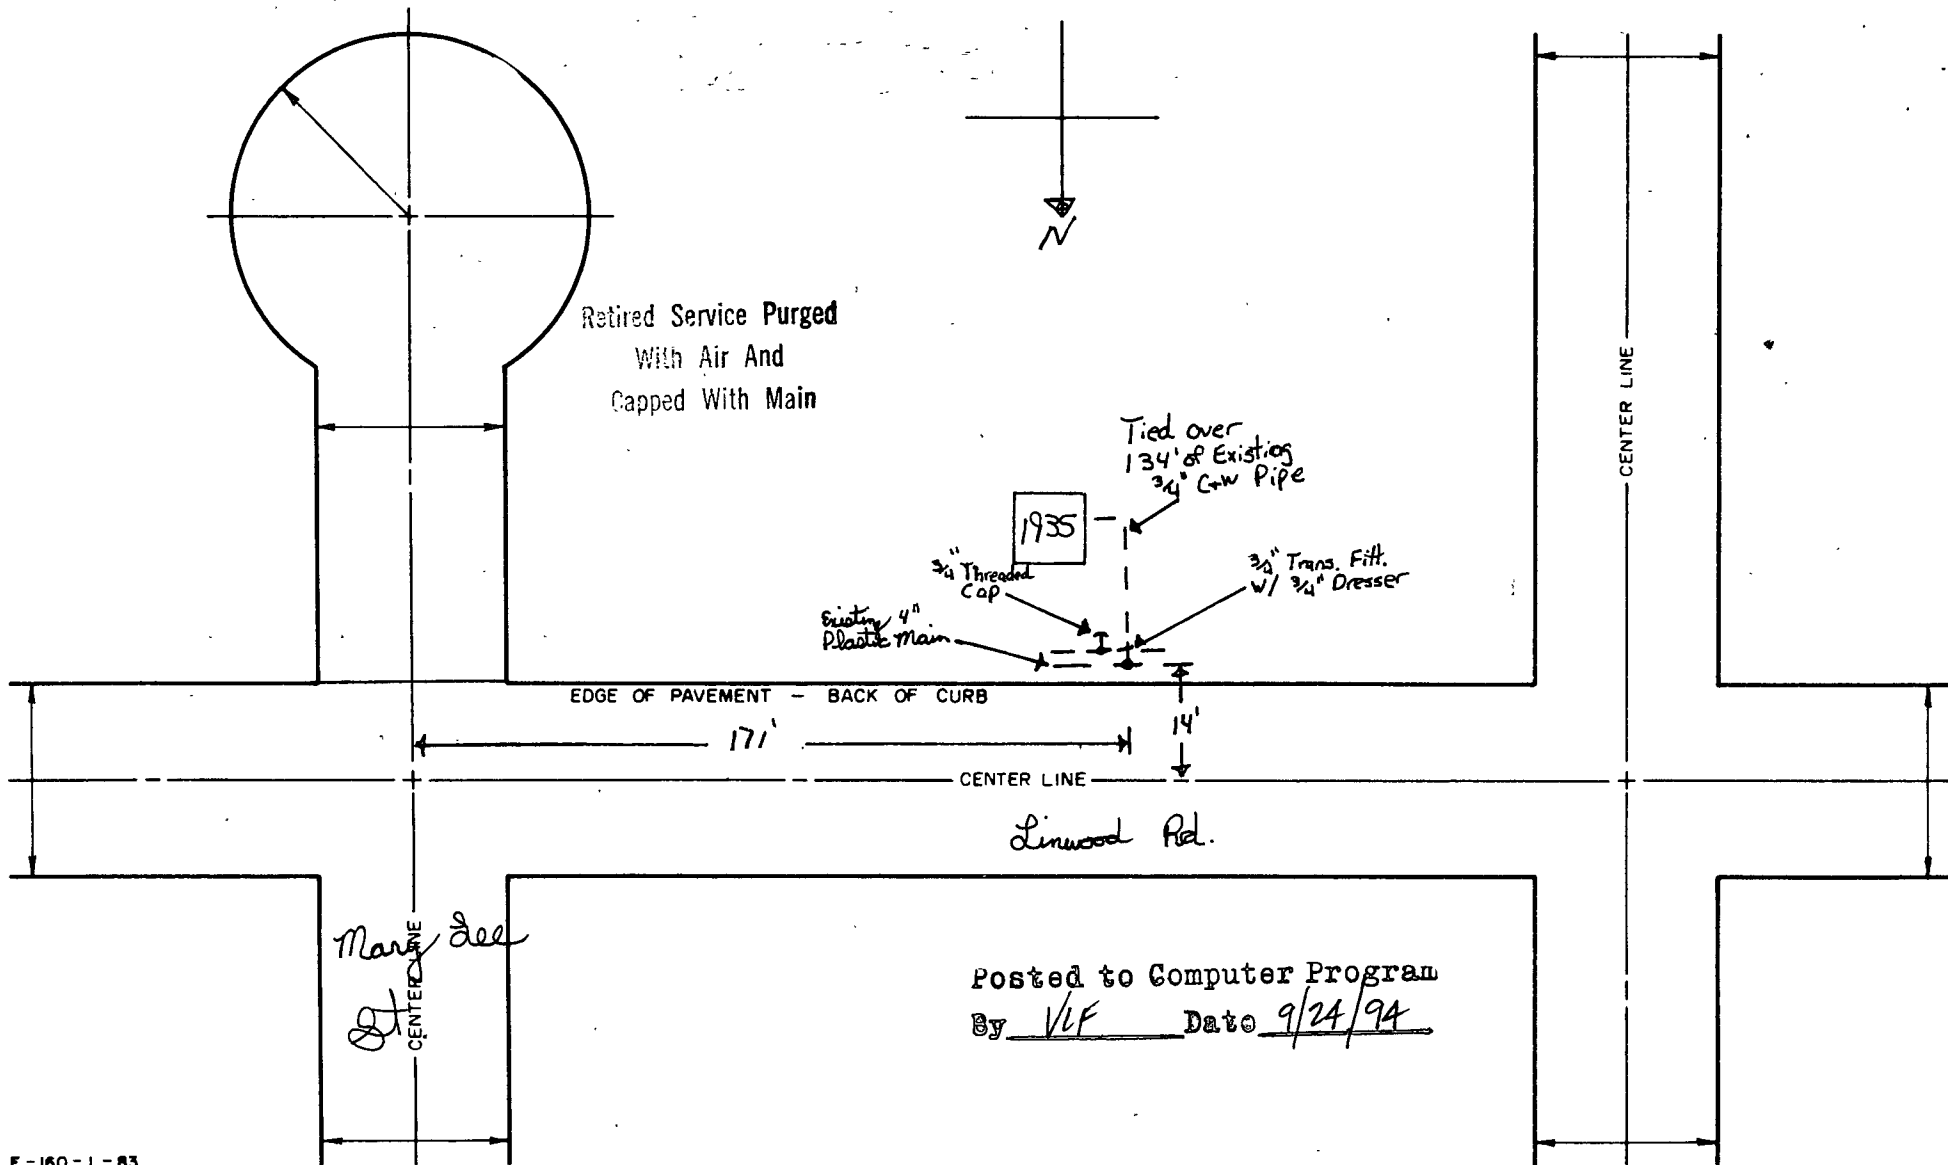 N
Retired Service Purged
With Air And
Capped With Main
CENTER LINE
Tied over
134' of Existing
3/4" C+W Pipe
1935
3/4" Threaded
Cap
3/4" Trans. Fitt.
W/ 3/4" Dresser
Existing 4"
Plastic Main
EDGE OF PAVEMENT - BACK OF CURB
171'
14'
CENTER LINE
Linwood Rd.
Mary Lee
St
CENTER LINE
Posted to Computer Program
By VLF Date 9/24/94
F-160-1-83